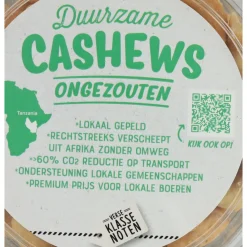 Duurzame
CASHEWS
ONGEZOUTEN
Tanzania
KIJK OOK OP!
•LOKAAL GEPELD
•RECHTSTREEKS VERSCHEEPT
UIT AFRIKA ZONDER OMWEG
=>60% CO2 REDUCTIE OP TRANSPORT
•ONDERSTEUNING LOKALE GEMEENSCHAPPEN
•PREMIUM PRIJS VOOR LOKALE BOEREN
VERSE
KLASSE
NOTEN